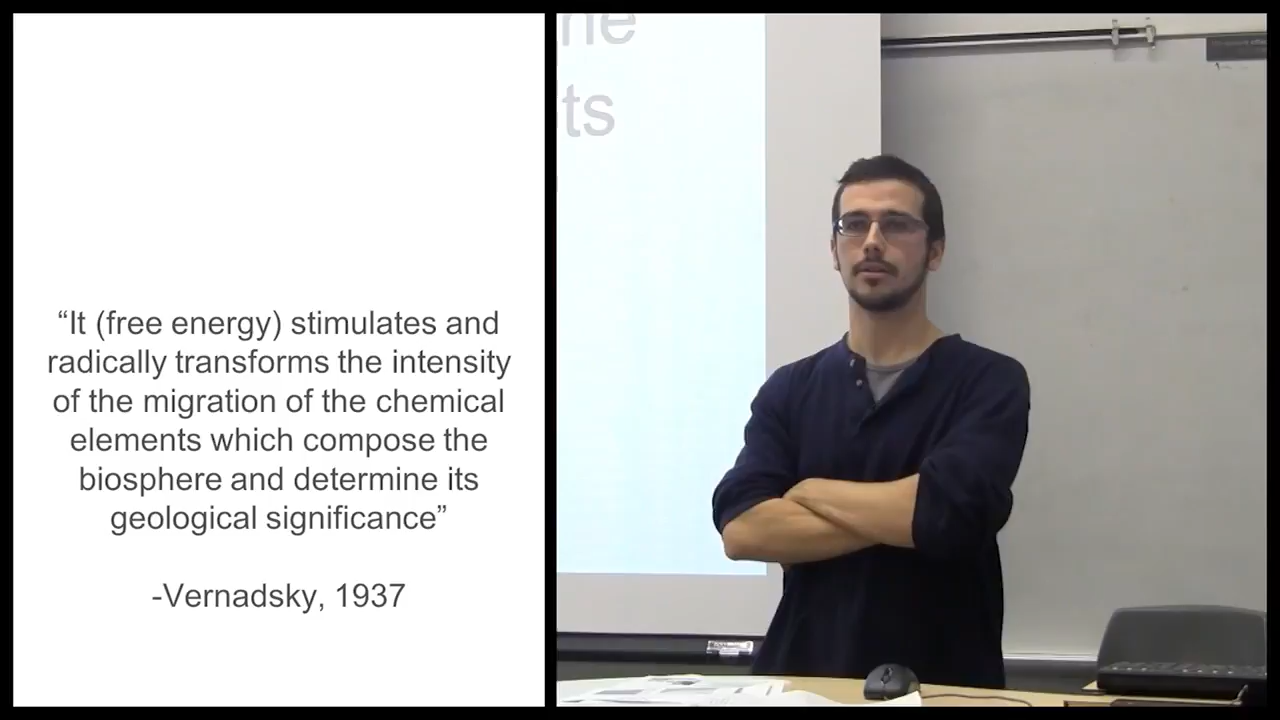 “It (free energy) stimulates and
radically transforms the intensity
of the migration of the chemical
elements which compose the
biosphere and determine its
geological significance”
-Vernadsky, 1937
he
ts